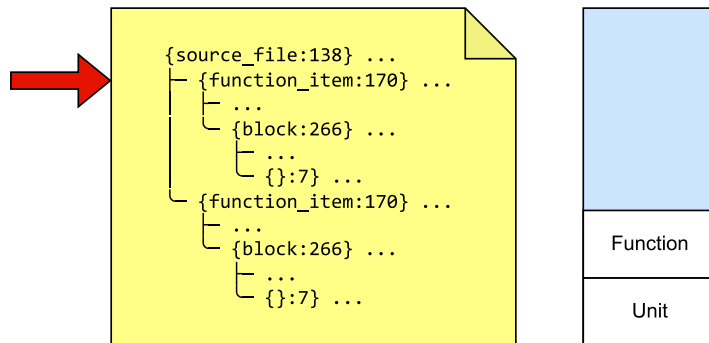 {source_file:138} ...
├─ {function_item:170} ...
│  ├─ ...
│  ╰─ {block:266} ...
│     ├─ ...
│     ╰─ {}:7} ...
╰─ {function_item:170} ...
   ├─ ...
   ╰─ {block:266} ...
      ├─ ...
      ╰─ {}:7} ...
Function
Unit